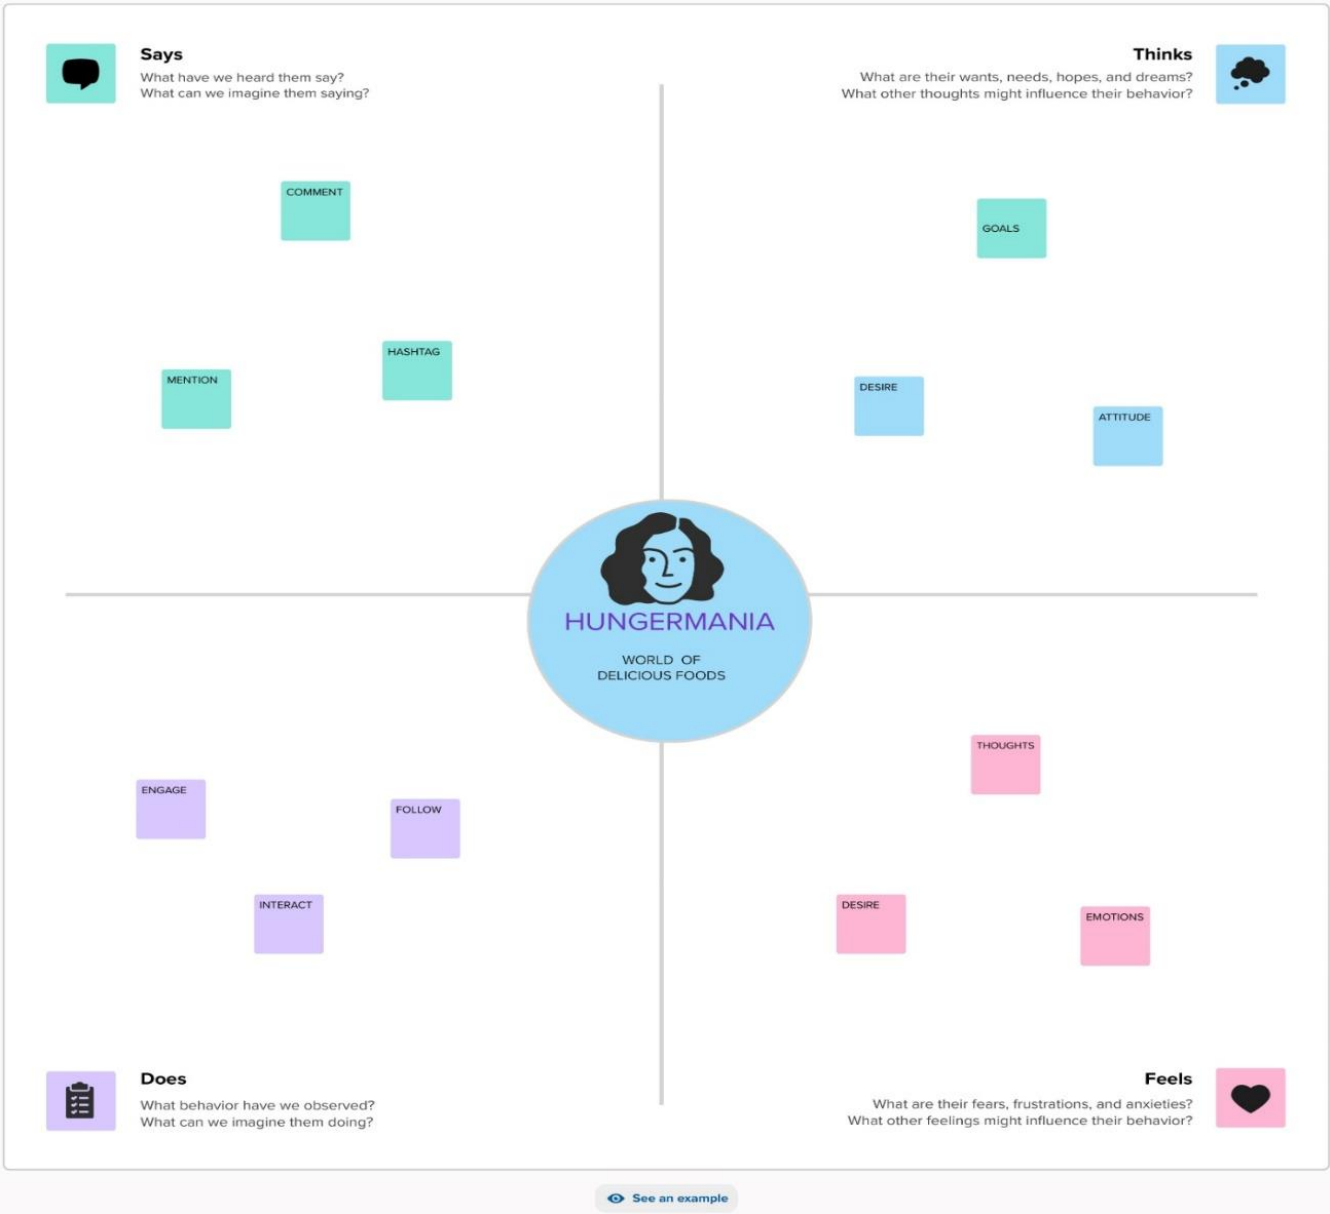 Says
What have we heard them say?
What can we imagine them saying?
Thinks
What are their wants, needs, hopes, and dreams?
What other thoughts might influence their behavior?
COMMENT
HASHTAG
MENTION
GOALS
DESIRE
ATTITUDE
HUNGERMANIA
WORLD OF
DELICIOUS FOODS
ENGAGE
FOLLOW
INTERACT
THOUGHTS
DESIRE
EMOTIONS
Does
What behavior have we observed?
What can we imagine them doing?
Feels
What are their fears, frustrations, and anxieties?
What other feelings might influence their behavior?
See an example